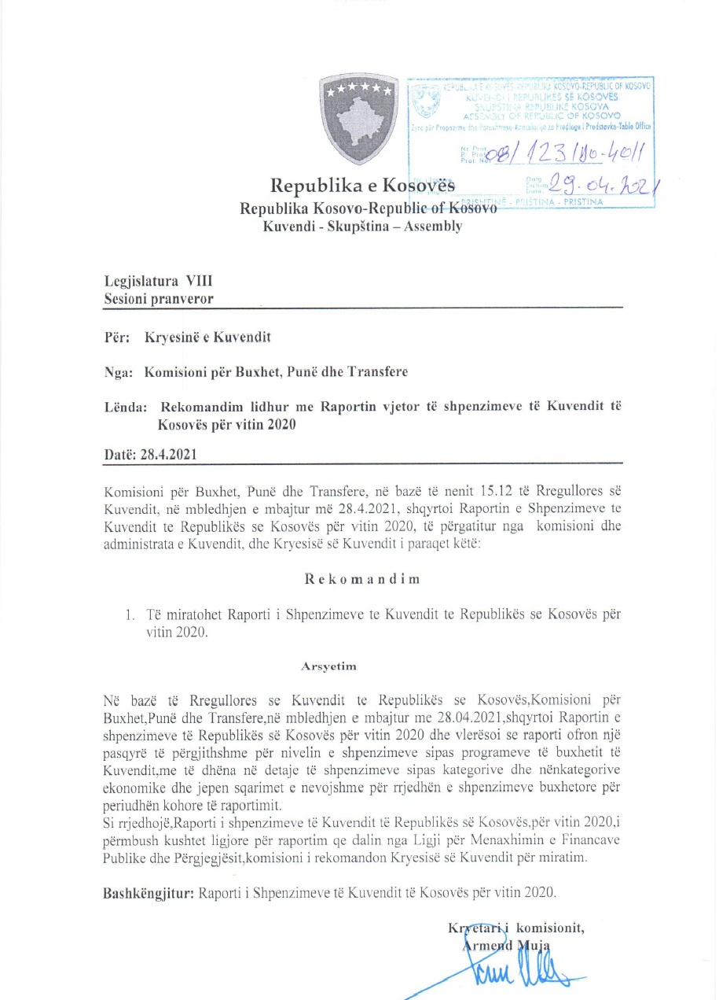 REPUBLIKA E KOSOVËS-REPUBLIKA KOSOVO-REPUBLIC OF KOSOVO
KUVENDI I REPUBLIKËS SË KOSOVËS
SKUPŠTINA REPUBLIKE KOSOVA
ASSEMBLY OF REPUBLIC OF KOSOVO
Zyra për Propozime dhe Parashtresa-Kancelarija za Predloge i Predstavke-Table Office
Nr. Prot.
Prot. No.
08/123/Do-40/1
Data
29.04.2021
PRISHTINË - PRIŠTINA - PRISTINA
Republika e Kosovës
Republika Kosovo-Republic of Kosovo
Kuvendi - Skupština – Assembly
Legjislatura VIII
Sesioni pranveror
Për: Kryesinë e Kuvendit
Nga: Komisioni për Buxhet, Punë dhe Transfere
Lënda: Rekomandim lidhur me Raportin vjetor të shpenzimeve të Kuvendit të
Kosovës për vitin 2020
Datë: 28.4.2021
Komisioni për Buxhet, Punë dhe Transfere, në bazë të nenit 15.12 të Rregullores së
Kuvendit, në mbledhjen e mbajtur më 28.4.2021, shqyrtoi Raportin e Shpenzimeve te
Kuvendit te Republikës se Kosovës për vitin 2020, të përgatitur nga komisioni dhe
administrata e Kuvendit, dhe Kryesisë së Kuvendit i paraqet këtë:
R e k o m a n d i m
1. Të miratohet Raporti i Shpenzimeve te Kuvendit te Republikës se Kosovës për
vitin 2020.
Arsyetim
Në bazë të Rregullores se Kuvendit te Republikës se Kosovës,Komisioni për
Buxhet,Punë dhe Transfere,në mbledhjen e mbajtur me 28.04.2021,shqyrtoi Raportin e
shpenzimeve të Republikës së Kosovës për vitin 2020 dhe vlerësoi se raporti ofron një
pasqyrë të përgjithshme për nivelin e shpenzimeve sipas programeve të buxhetit të
Kuvendit,me të dhëna në detaje të shpenzimeve sipas kategorive dhe nënkategorive
ekonomike dhe jepen sqarimet e nevojshme për rrjedhën e shpenzimeve buxhetore për
periudhën kohore të raportimit.
Si rrjedhojë,Raporti i shpenzimeve të Kuvendit të Republikës së Kosovës,për vitin 2020,i
përmbush kushtet ligjore për raportim qe dalin nga Ligji për Menaxhimin e Financave
Publike dhe Përgjegjësit,komisioni i rekomandon Kryesisë së Kuvendit për miratim.
Bashkëngjitur: Raporti i Shpenzimeve të Kuvendit të Kosovës për vitin 2020.
Kryetari i komisionit,
Armend Muja